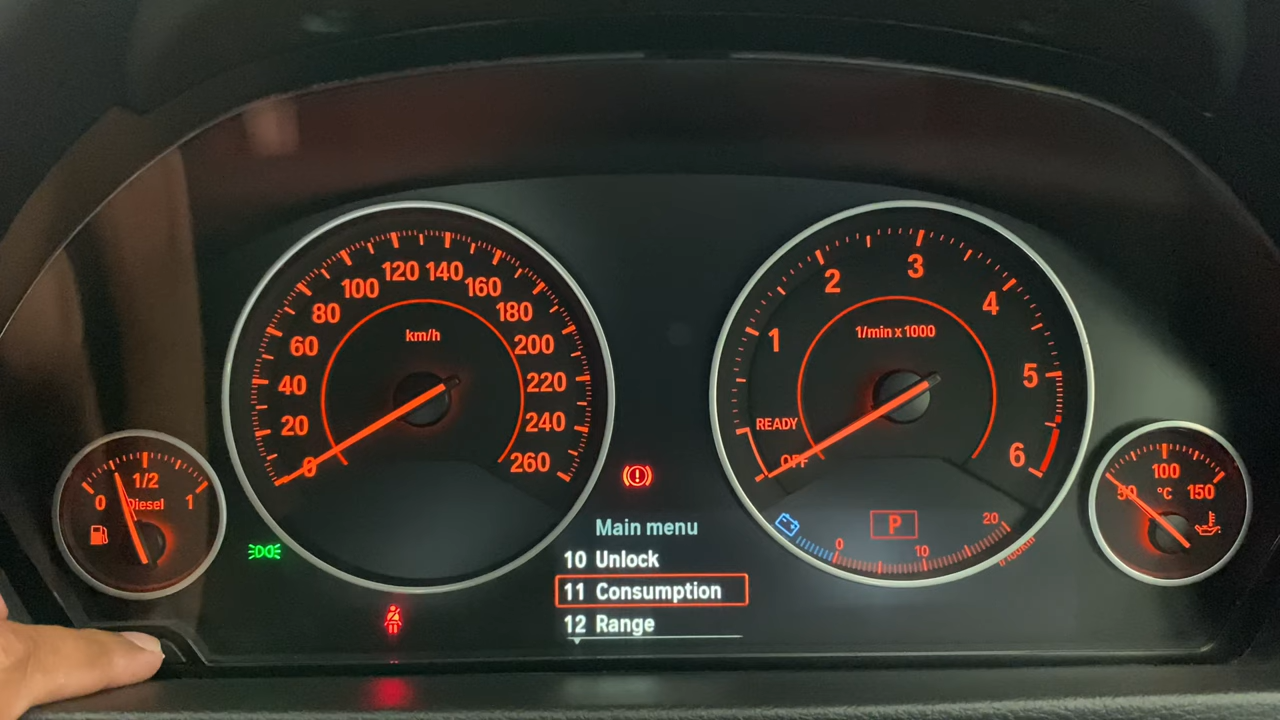 0
20
40
60
80
100
120
140
160
180
200
220
240
260
km/h
1
2
3
4
5
6
1/min x 1000
READY
OFF
0
1/2
1
Diesel
50
100
150
°C
P
0
10
20
l/100km
Main menu
10 Unlock
11 Consumption
12 Range